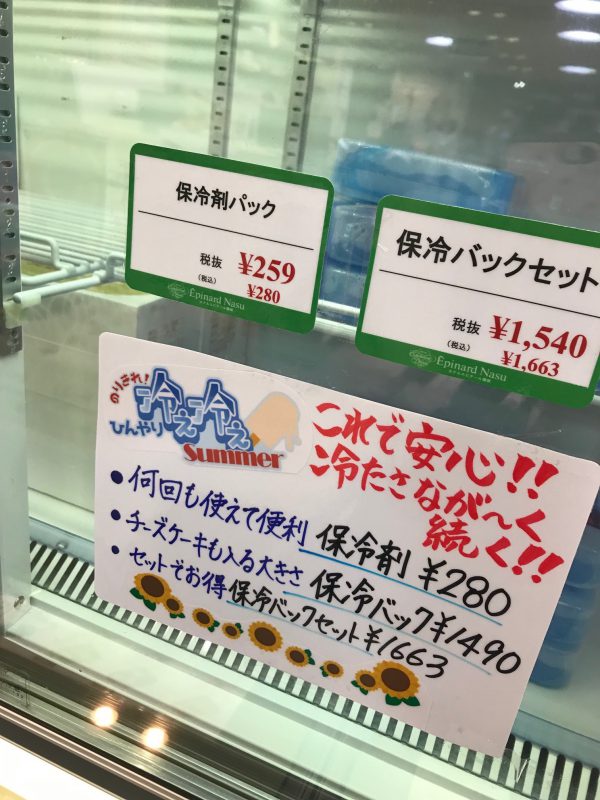 保冷剤パック
税抜 ¥259
(税込) ¥280
Épinard Nasu
保冷バックセット
税抜 ¥1,540
(税込) ¥1,663
Épinard Nasu
のりきれ!
ひんやり
冷え冷え
Summer
これで安心!!
冷たさなが〜く
続く!!
•何回も使えて便利 保冷剤 ¥280
•チーズケーキも入る大きさ 保冷バック¥1490
•セットでお得 保冷バックセット¥1663